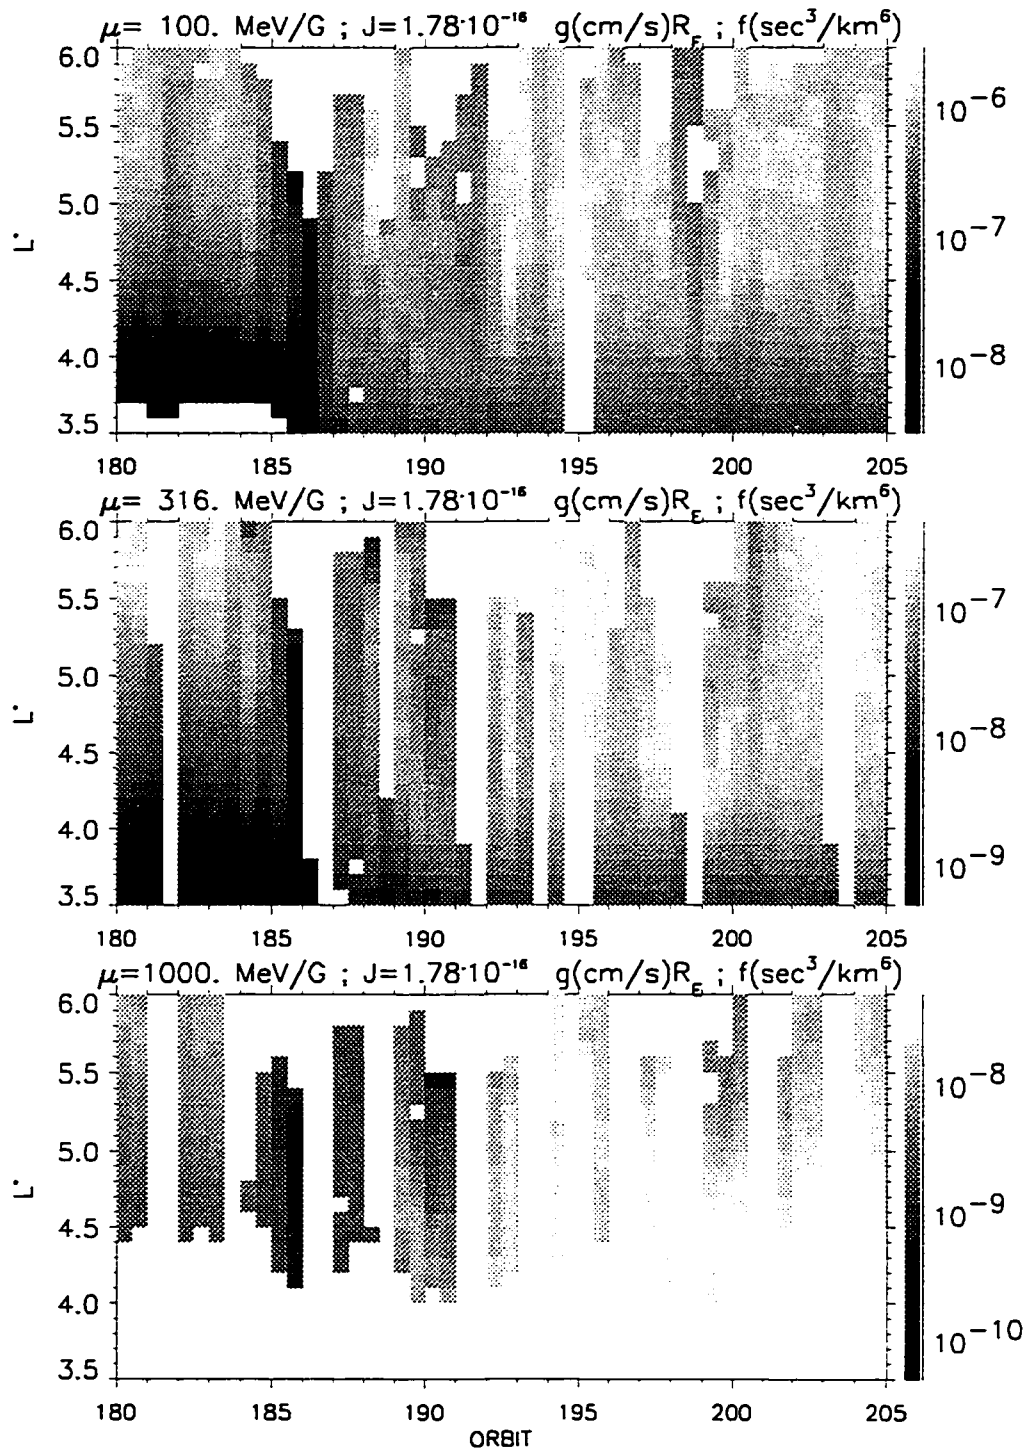 μ= 100. MeV/G ; J=1.78·10⁻¹⁶ g(cm/s)R_E ; f(sec³/km⁶)
6.0
5.5
5.0
4.5
4.0
3.5
L*
10⁻⁶
10⁻⁷
10⁻⁸
180 185 190 195 200 205
μ= 316. MeV/G ; J=1.78·10⁻¹⁶ g(cm/s)R_E ; f(sec³/km⁶)
6.0
5.5
5.0
4.5
4.0
3.5
L*
10⁻⁷
10⁻⁸
10⁻⁹
180 185 190 195 200 205
μ=1000. MeV/G ; J=1.78·10⁻¹⁶ g(cm/s)R_E ; f(sec³/km⁶)
6.0
5.5
5.0
4.5
4.0
3.5
L*
10⁻⁸
10⁻⁹
10⁻¹⁰
180 185 190 195 200 205
ORBIT